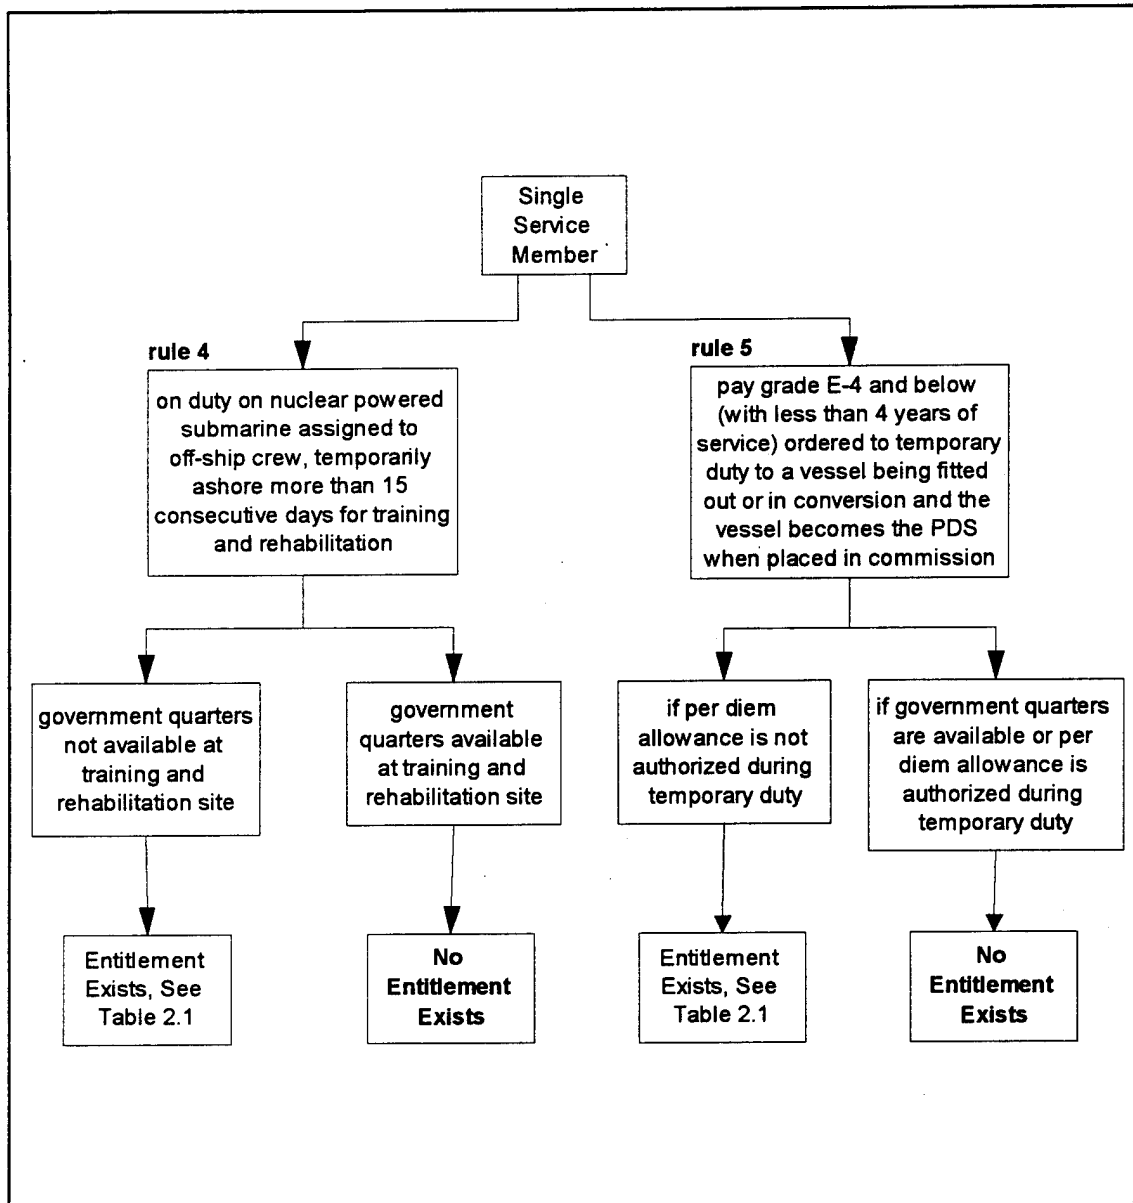 Single
Service
Member
rule 4
on duty on nuclear powered
submarine assigned to
off-ship crew, temporarily
ashore more than 15
consecutive days for training
and rehabilitation
rule 5
pay grade E-4 and below
(with less than 4 years of
service) ordered to temporary
duty to a vessel being fitted
out or in conversion and the
vessel becomes the PDS
when placed in commission
government quarters
not available at
training and
rehabilitation site
government
quarters available
at training and
rehabilitation site
if per diem
allowance is not
authorized during
temporary duty
if government quarters
are available or per
diem allowance is
authorized during
temporary duty
Entitlement
Exists, See
Table 2.1
No
Entitlement
Exists
Entitlement
Exists, See
Table 2.1
No
Entitlement
Exists